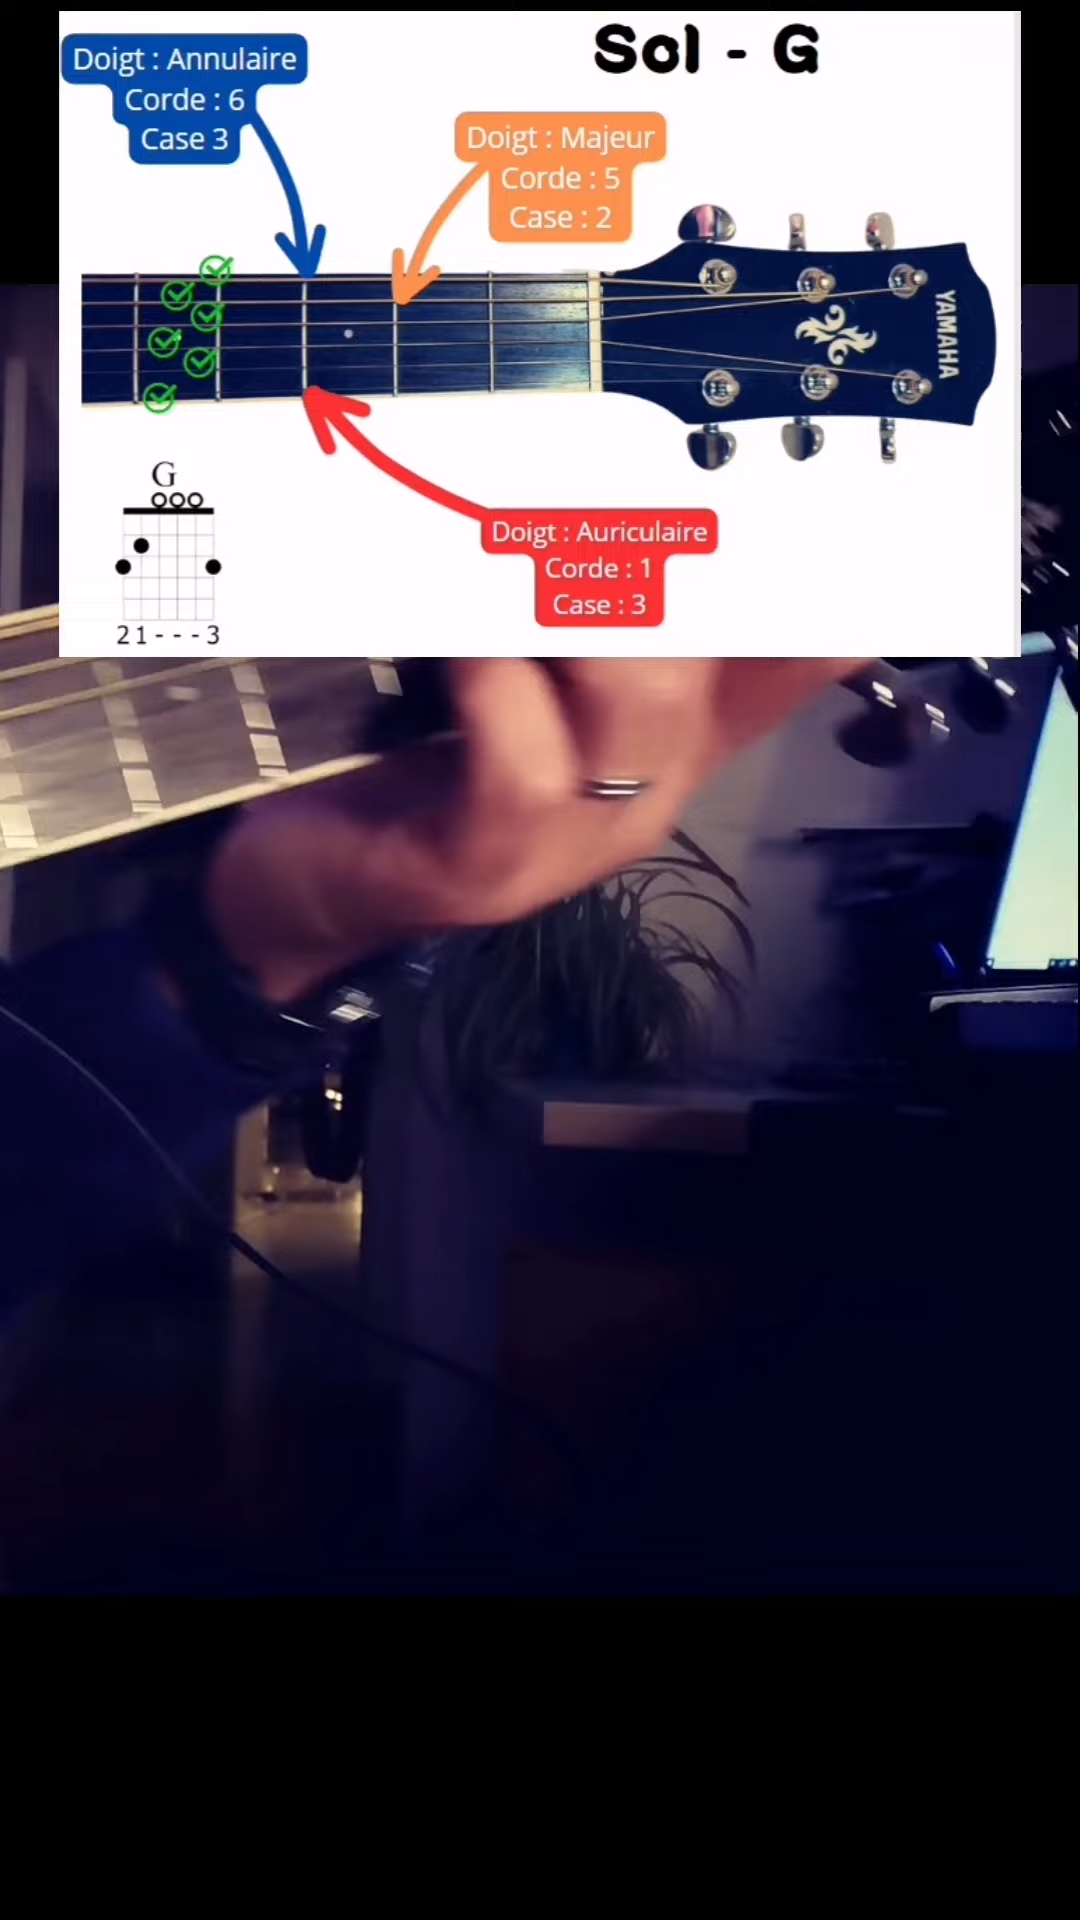 Sol - G
Doigt : Annulaire
Corde : 6
Case 3
Doigt : Majeur
Corde : 5
Case : 2
YAMAHA
G
21---3
Doigt : Auriculaire
Corde : 1
Case : 3